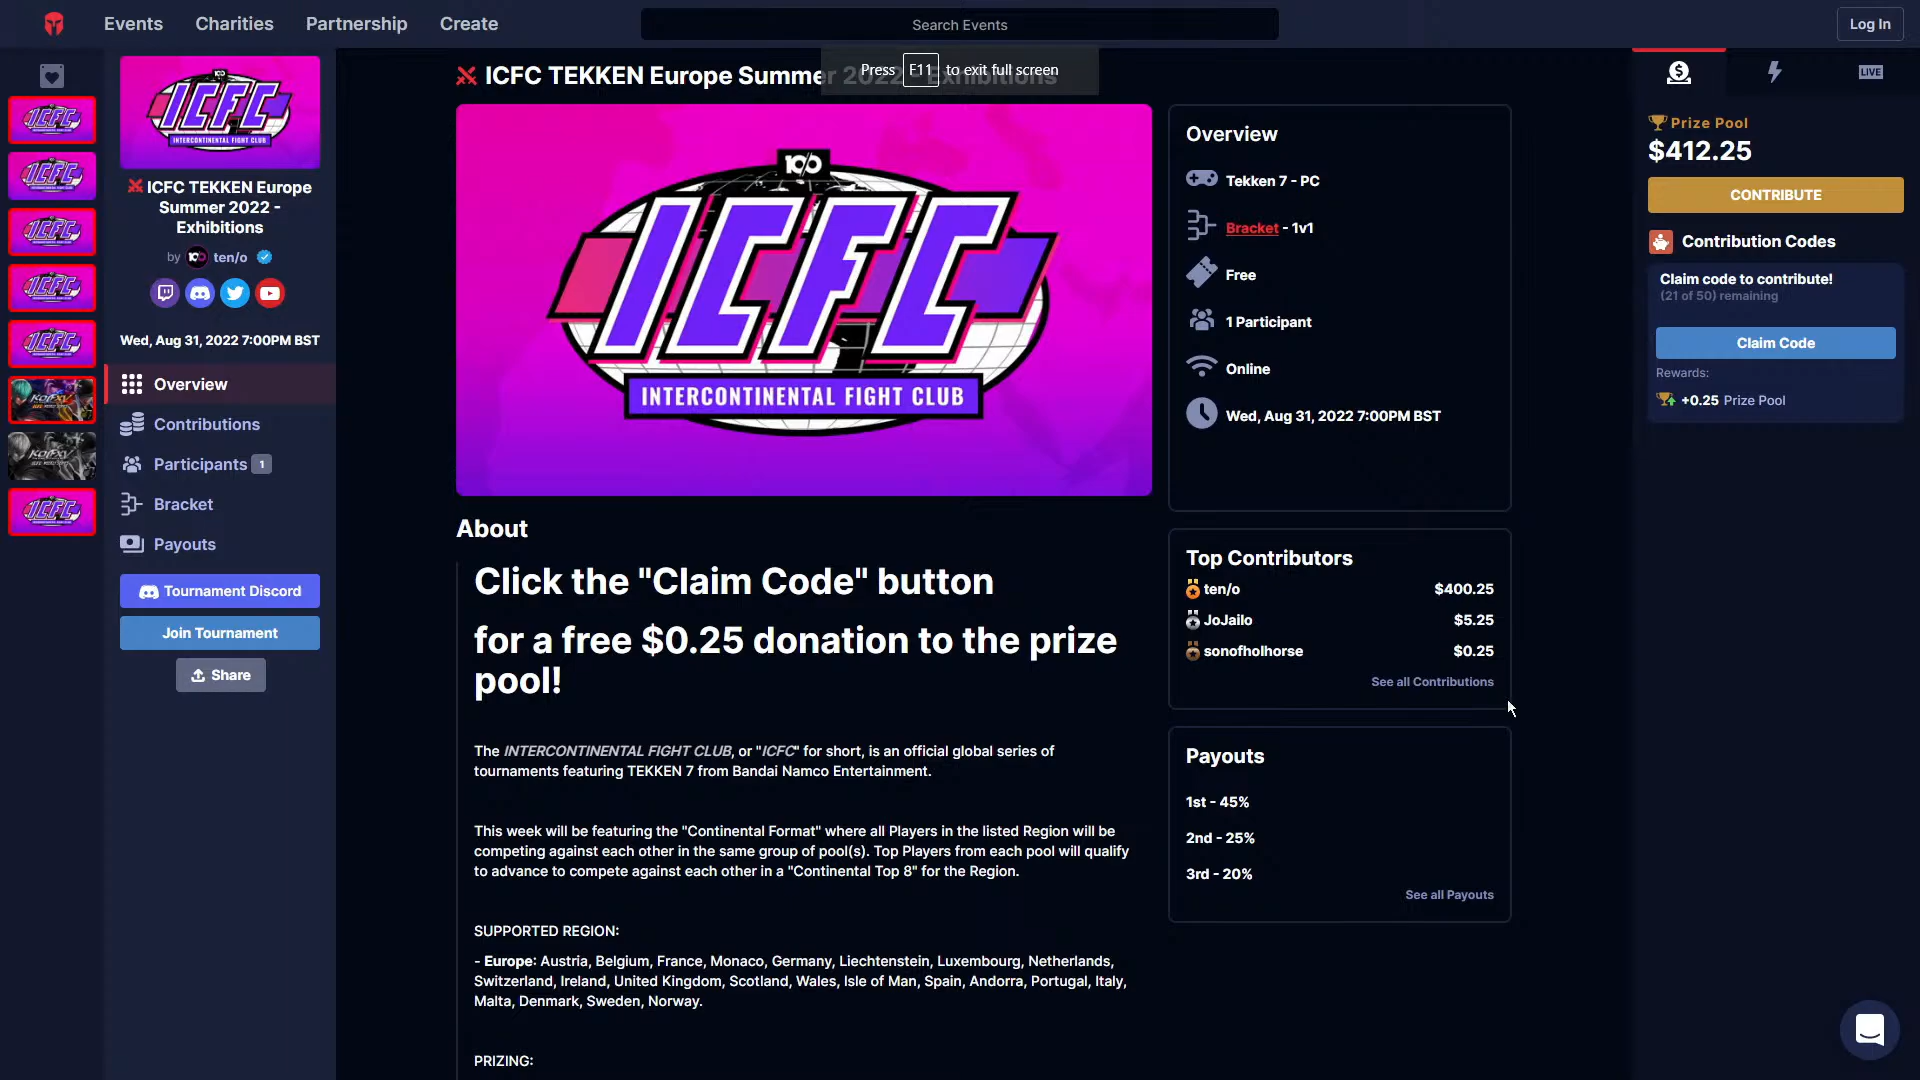 Events
Charities
Partnership
Create
Search Events
Log In
Press F11 to exit full screen
ICFC
INTERCONTINENTAL FIGHT CLUB
ICFC TEKKEN Europe
Summer 2022 -
Exhibitions
by ten/o
Wed, Aug 31, 2022 7:00PM BST
Overview
Contributions
Participants 1
Bracket
Payouts
Tournament Discord
Join Tournament
Share
ICFC TEKKEN Europe Summer 2022 - Exhibitions
10/0
ICFC
INTERCONTINENTAL FIGHT CLUB
About
Click the "Claim Code" button
for a free $0.25 donation to the prize
pool!
The INTERCONTINENTAL FIGHT CLUB, or "ICFC" for short, is an official global series of
tournaments featuring TEKKEN 7 from Bandai Namco Entertainment.
This week will be featuring the "Continental Format" where all Players in the listed Region will be
competing against each other in the same group of pool(s). Top Players from each pool will qualify
to advance to compete against each other in a "Continental Top 8" for the Region.
SUPPORTED REGION:
- Europe: Austria, Belgium, France, Monaco, Germany, Liechtenstein, Luxembourg, Netherlands,
Switzerland, Ireland, United Kingdom, Scotland, Wales, Isle of Man, Spain, Andorra, Portugal, Italy,
Malta, Denmark, Sweden, Norway.
PRIZING:
Overview
Tekken 7 - PC
Bracket - 1v1
Free
1 Participant
Online
Wed, Aug 31, 2022 7:00PM BST
Top Contributors
ten/o $400.25
JoJailo $5.25
sonofholhorse $0.25
See all Contributions
Payouts
1st - 45%
2nd - 25%
3rd - 20%
See all Payouts
LIVE
Prize Pool
$412.25
CONTRIBUTE
Contribution Codes
Claim code to contribute!
(21 of 50) remaining
Claim Code
Rewards:
+0.25 Prize Pool